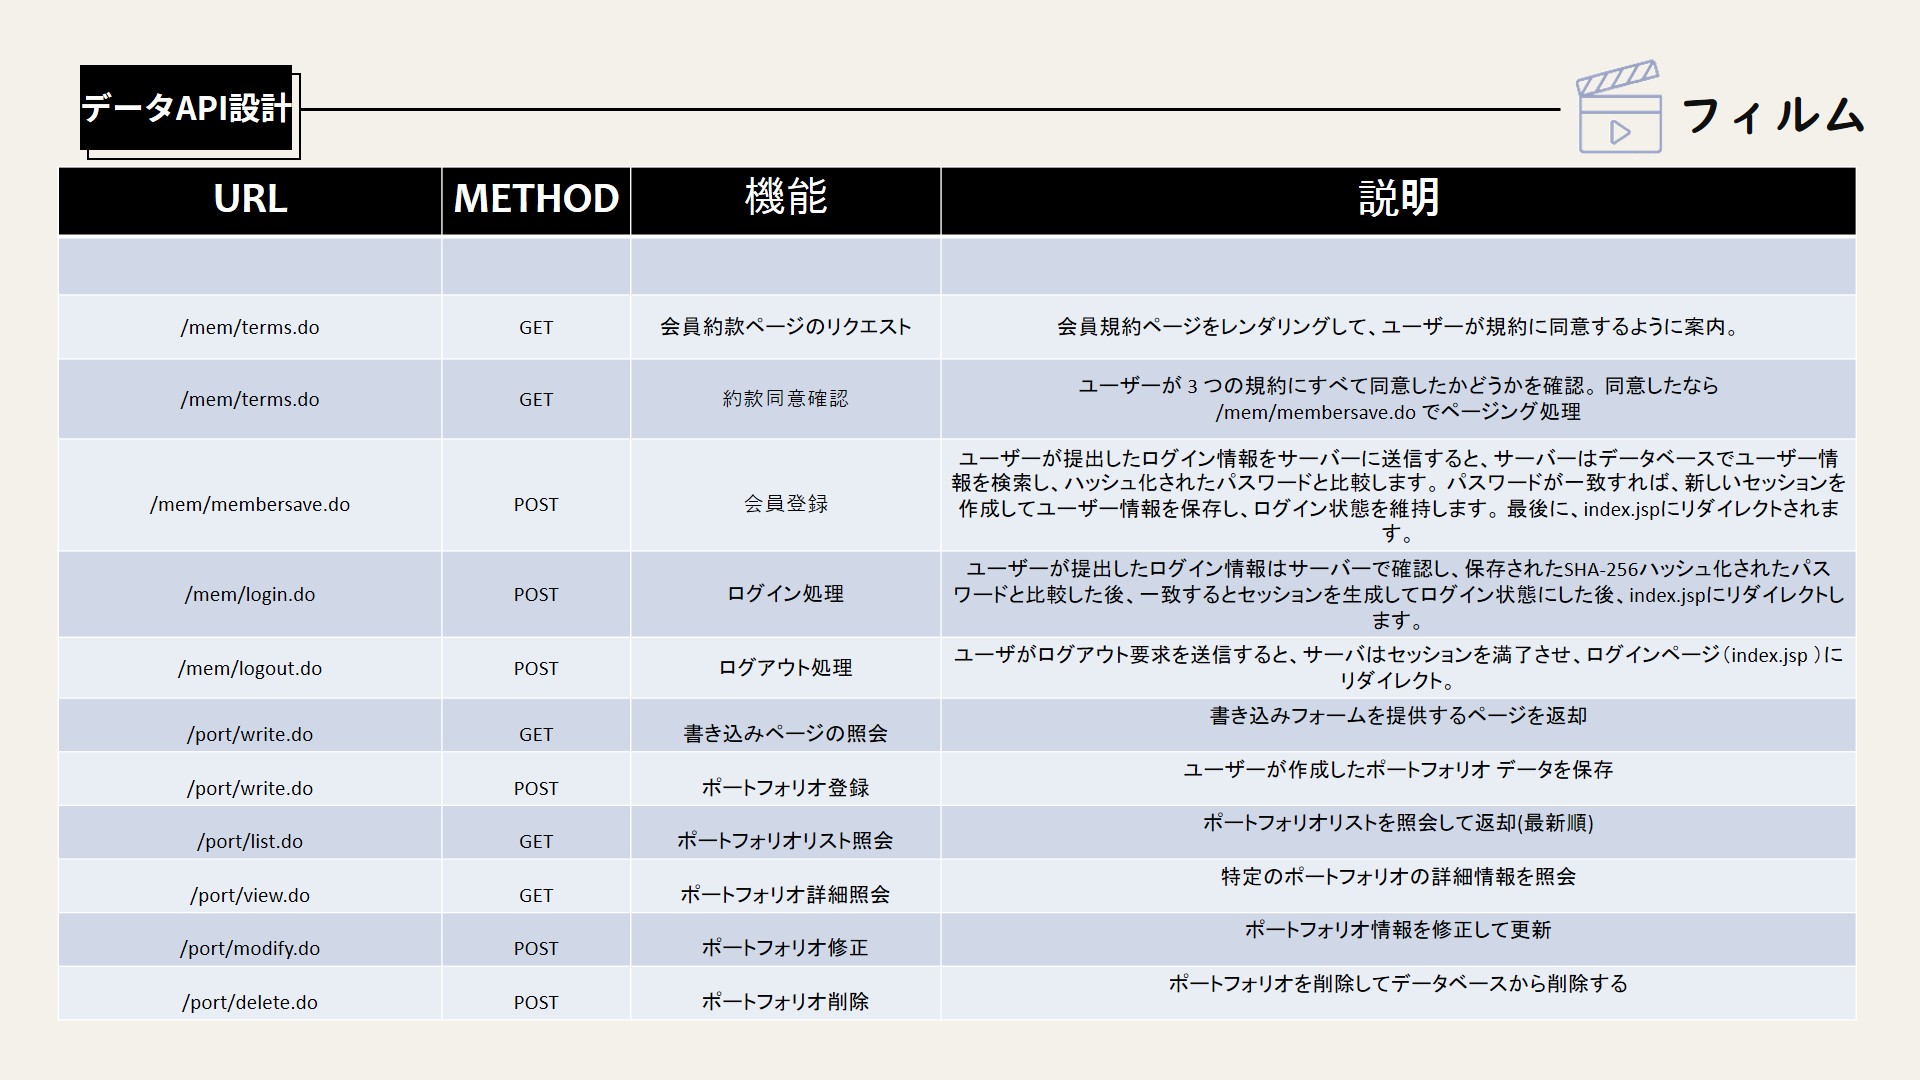 データAPI設計
フィルム
URL METHOD 機能 説明
/mem/terms.do GET 会員約款ページのリクエスト 会員規約ページをレンダリングして、ユーザーが規約に同意するように案内。
/mem/terms.do GET 約款同意確認 ユーザーが 3 つの規約にすべて同意したかどうかを確認。同意したなら
/mem/membersave.do でページング処理
/mem/membersave.do POST 会員登録 ユーザーが提出したログイン情報をサーバーに送信すると、サーバーはデータベースでユーザー情
報を検索し、ハッシュ化されたパスワードと比較します。パスワードが一致すれば、新しいセッションを
作成してユーザー情報を保存し、ログイン状態を維持します。最後に、index.jspにリダイレクトされま
す。
/mem/login.do POST ログイン処理 ユーザーが提出したログイン情報はサーバーで確認し、保存されたSHA-256ハッシュ化されたパス
ワードと比較した後、一致するとセッションを生成してログイン状態にした後、index.jspにリダイレクトし
ます。
/mem/logout.do POST ログアウト処理 ユーザがログアウト要求を送信すると、サーバはセッションを満了させ、ログインページ（index.jsp ）に
リダイレクト。
/port/write.do GET 書き込みページの照会 書き込みフォームを提供するページを返却
/port/write.do POST ポートフォリオ登録 ユーザーが作成したポートフォリオ データを保存
/port/list.do GET ポートフォリオリスト照会 ポートフォリオリストを照会して返却(最新順)
/port/view.do GET ポートフォリオ詳細照会 特定のポートフォリオの詳細情報を照会
/port/modify.do POST ポートフォリオ修正 ポートフォリオ情報を修正して更新
/port/delete.do POST ポートフォリオ削除 ポートフォリオを削除してデータベースから削除する